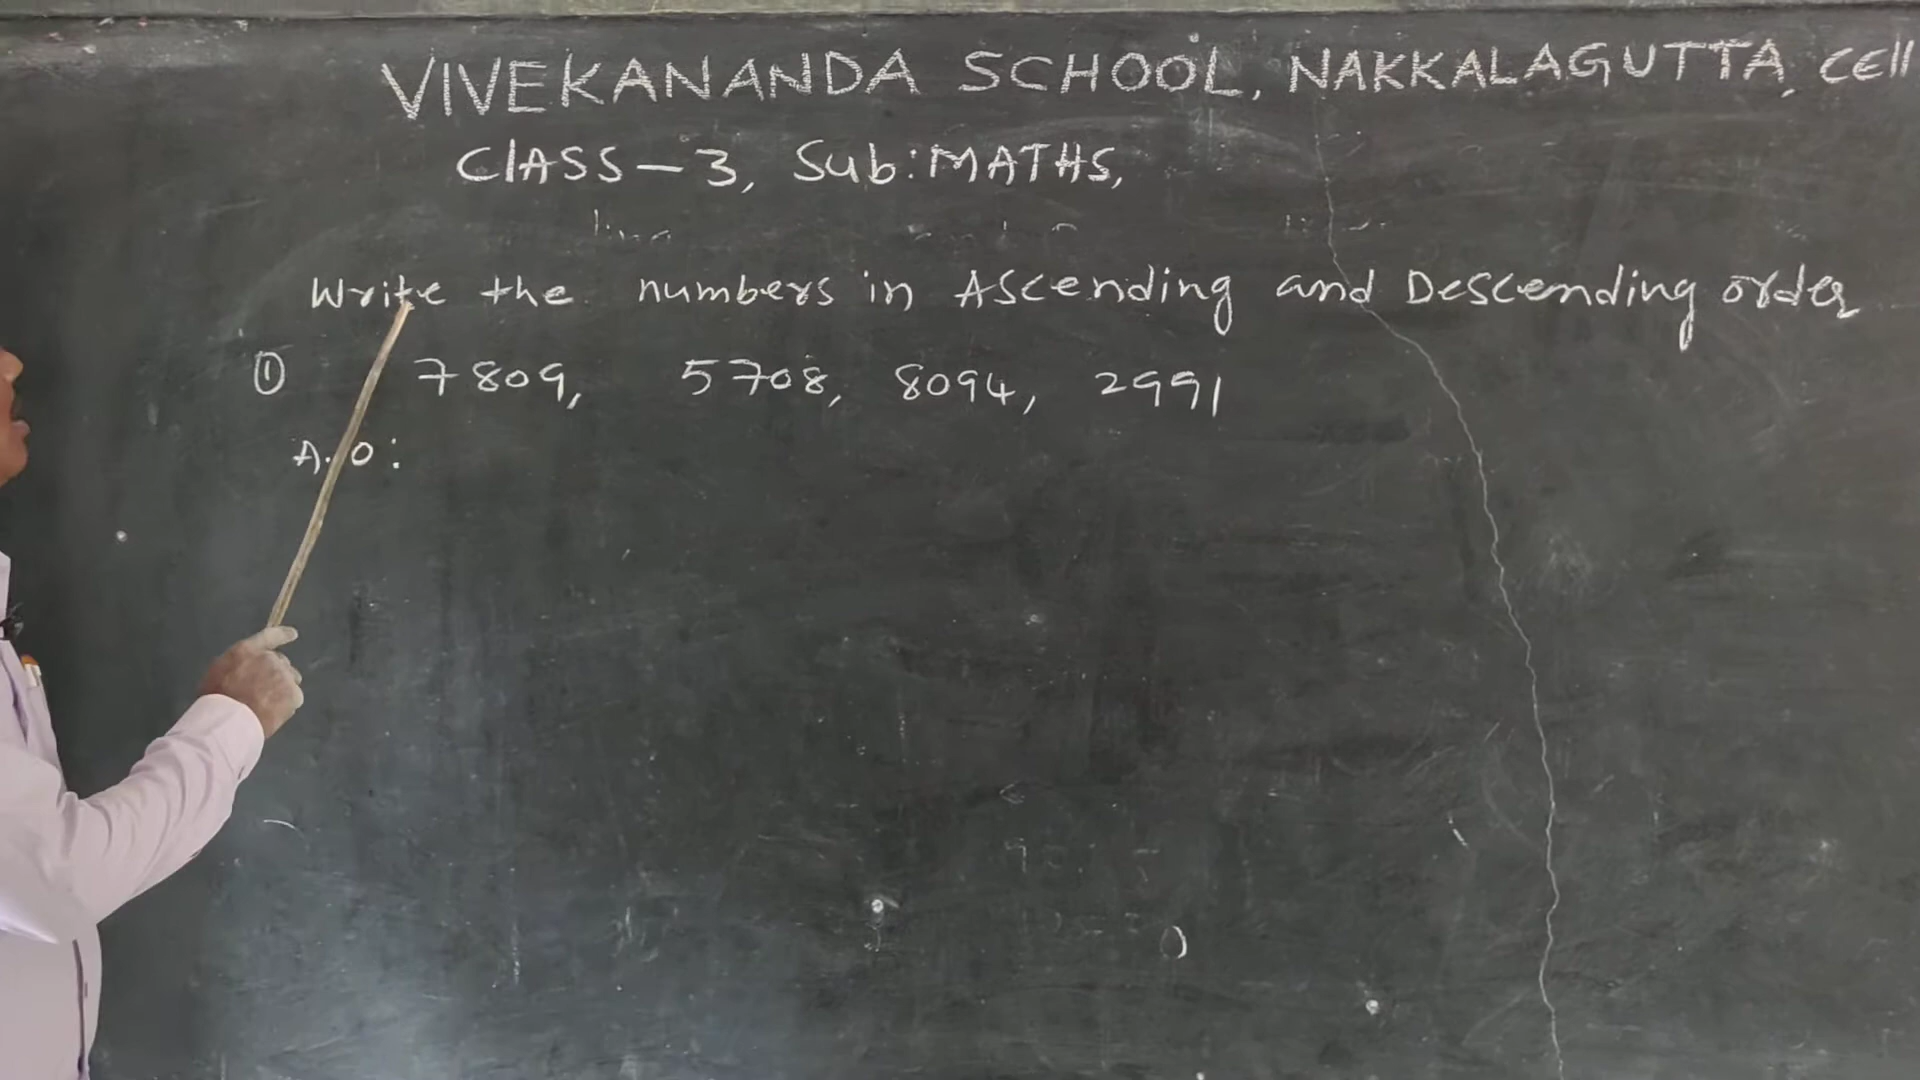 VIVEKANANDA SCHOOL, NAKKALAGUTTA, Cell
ClASS-3, Sub:MATHS,
Write the numbers in Ascending and Descending order
① 7809, 5708, 8094, 2991
A.O: